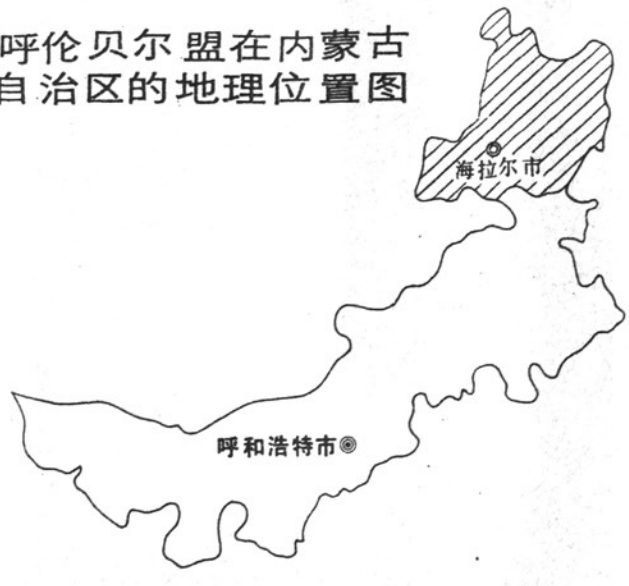 呼伦贝尔盟在内蒙古
自治区的地理位置图
海拉尔市
呼和浩特市